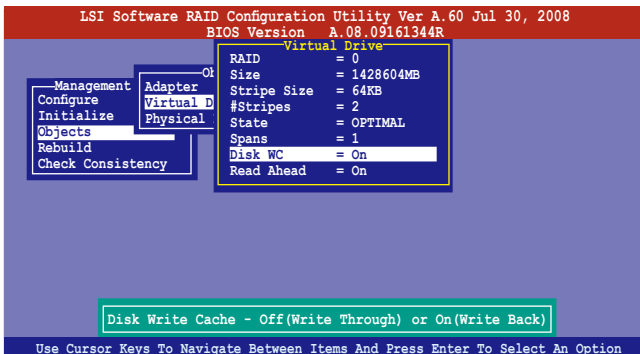 LSI Software RAID Configuration Utility Ver A.60 Jul 30, 2008
BIOS Version A.08.09161344R
Management
Configure
Initialize
Objects
Rebuild
Check Consistency
Adapter
Virtual D
Physical
Virtual Drive
RAID = 0
Size = 1428604MB
Stripe Size = 64KB
#Stripes = 2
State = OPTIMAL
Spans = 1
Disk WC = On
Read Ahead = On
Disk Write Cache - Off(Write Through) or On(Write Back)
Use Cursor Keys To Navigate Between Items And Press Enter To Select An Option